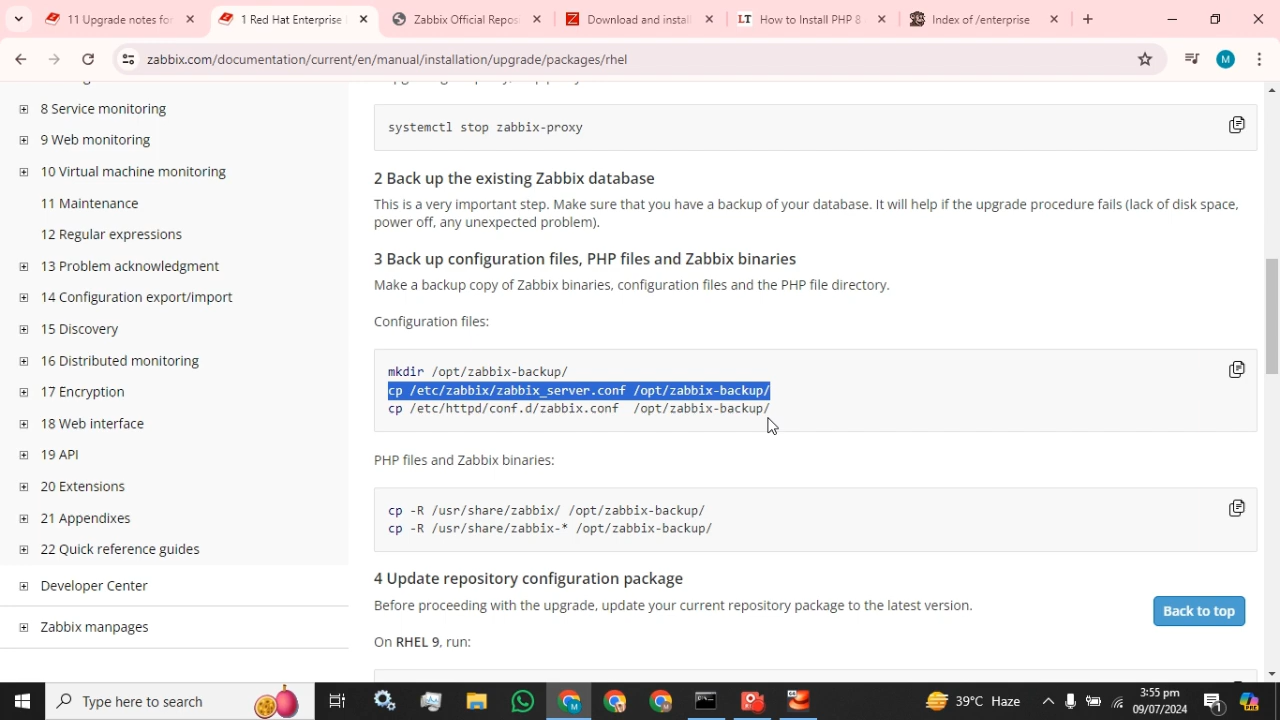 11 Upgrade notes for
1 Red Hat Enterprise
Zabbix Official Repos
Download and install
LT How to Install PHP 8
Index of /enterprise
zabbix.com/documentation/current/en/manual/installation/upgrade/packages/rhel
M
8 Service monitoring
9 Web monitoring
10 Virtual machine monitoring
11 Maintenance
12 Regular expressions
13 Problem acknowledgment
14 Configuration export/import
15 Discovery
16 Distributed monitoring
17 Encryption
18 Web interface
19 API
20 Extensions
21 Appendixes
22 Quick reference guides
Developer Center
Zabbix manpages
systemctl stop zabbix-proxy
2 Back up the existing Zabbix database
This is a very important step. Make sure that you have a backup of your database. It will help if the upgrade procedure fails (lack of disk space,
power off, any unexpected problem).
3 Back up configuration files, PHP files and Zabbix binaries
Make a backup copy of Zabbix binaries, configuration files and the PHP file directory.
Configuration files:
mkdir /opt/zabbix-backup/
cp /etc/zabbix/zabbix_server.conf /opt/zabbix-backup/
cp /etc/httpd/conf.d/zabbix.conf  /opt/zabbix-backup/
PHP files and Zabbix binaries:
cp -R /usr/share/zabbix/ /opt/zabbix-backup/
cp -R /usr/share/zabbix-* /opt/zabbix-backup/
4 Update repository configuration package
Before proceeding with the upgrade, update your current repository package to the latest version.
On RHEL 9, run:
Back to top
Type here to search
39°C Haze
3:55 pm
09/07/2024